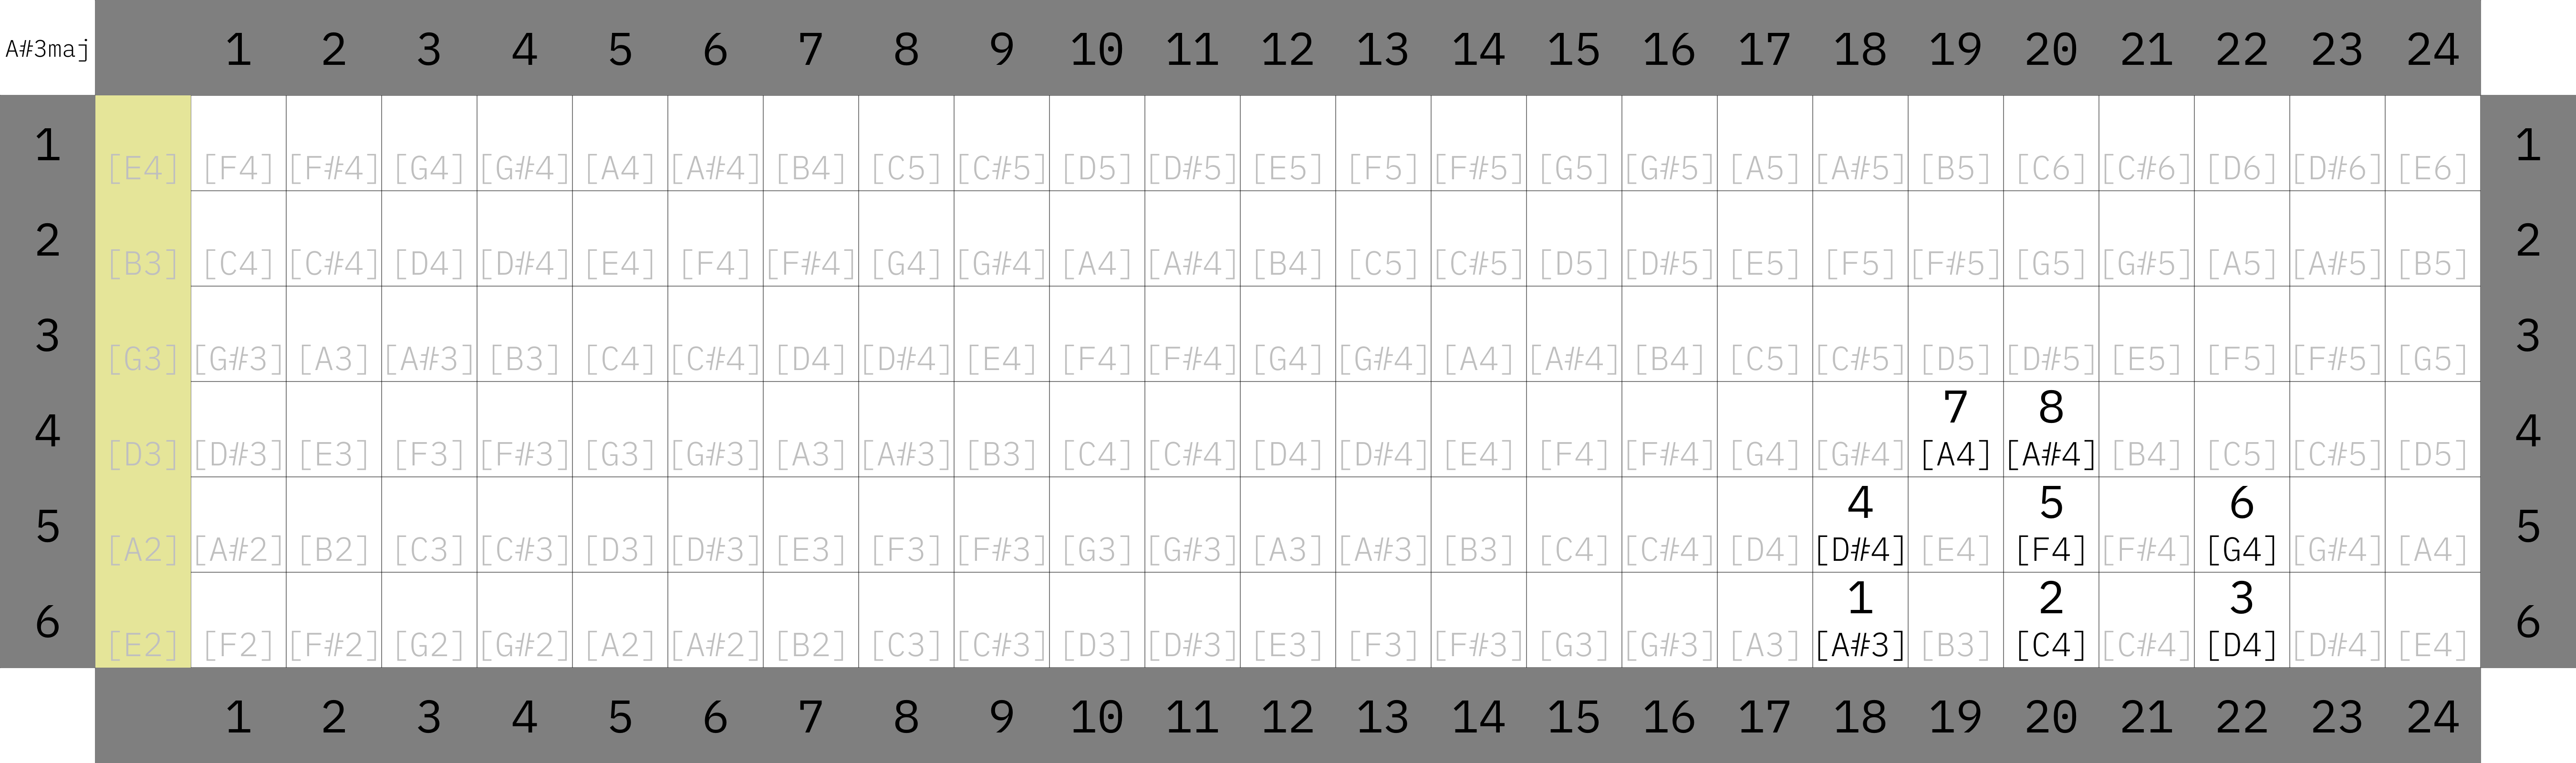 A#3maj 1 2 3 4 5 6 7 8 9 10 11 12 13 14 15 16 17 18 19 20 21 22 23 24
1 [E4] [F4] [F#4] [G4] [G#4] [A4] [A#4] [B4] [C5] [C#5] [D5] [D#5] [E5] [F5] [F#5] [G5] [G#5] [A5] [A#5] [B5] [C6] [C#6] [D6] [D#6] [E6] 1
2 [B3] [C4] [C#4] [D4] [D#4] [E4] [F4] [F#4] [G4] [G#4] [A4] [A#4] [B4] [C5] [C#5] [D5] [D#5] [E5] [F5] [F#5] [G5] [G#5] [A5] [A#5] [B5] 2
3 [G3] [G#3] [A3] [A#3] [B3] [C4] [C#4] [D4] [D#4] [E4] [F4] [F#4] [G4] [G#4] [A4] [A#4] [B4] [C5] [C#5] [D5] [D#5] [E5] [F5] [F#5] [G5] 3
7 8
4 [D3] [D#3] [E3] [F3] [F#3] [G3] [G#3] [A3] [A#3] [B3] [C4] [C#4] [D4] [D#4] [E4] [F4] [F#4] [G4] [G#4] [A4] [A#4] [B4] [C5] [C#5] [D5] 4
4 5 6
5 [A2] [A#2] [B2] [C3] [C#3] [D3] [D#3] [E3] [F3] [F#3] [G3] [G#3] [A3] [A#3] [B3] [C4] [C#4] [D4] [D#4] [E4] [F4] [F#4] [G4] [G#4] [A4] 5
1 2 3
6 [E2] [F2] [F#2] [G2] [G#2] [A2] [A#2] [B2] [C3] [C#3] [D3] [D#3] [E3] [F3] [F#3] [G3] [G#3] [A3] [A#3] [B3] [C4] [C#4] [D4] [D#4] [E4] 6
1 2 3 4 5 6 7 8 9 10 11 12 13 14 15 16 17 18 19 20 21 22 23 24